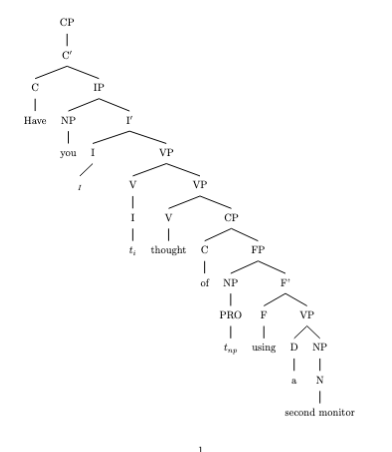 CP
C′
C IP
Have NP I′
you I VP
I V VP
I V CP
t_i thought C FP
of NP F'
PRO F VP
t_np using D NP
a N
second monitor
1